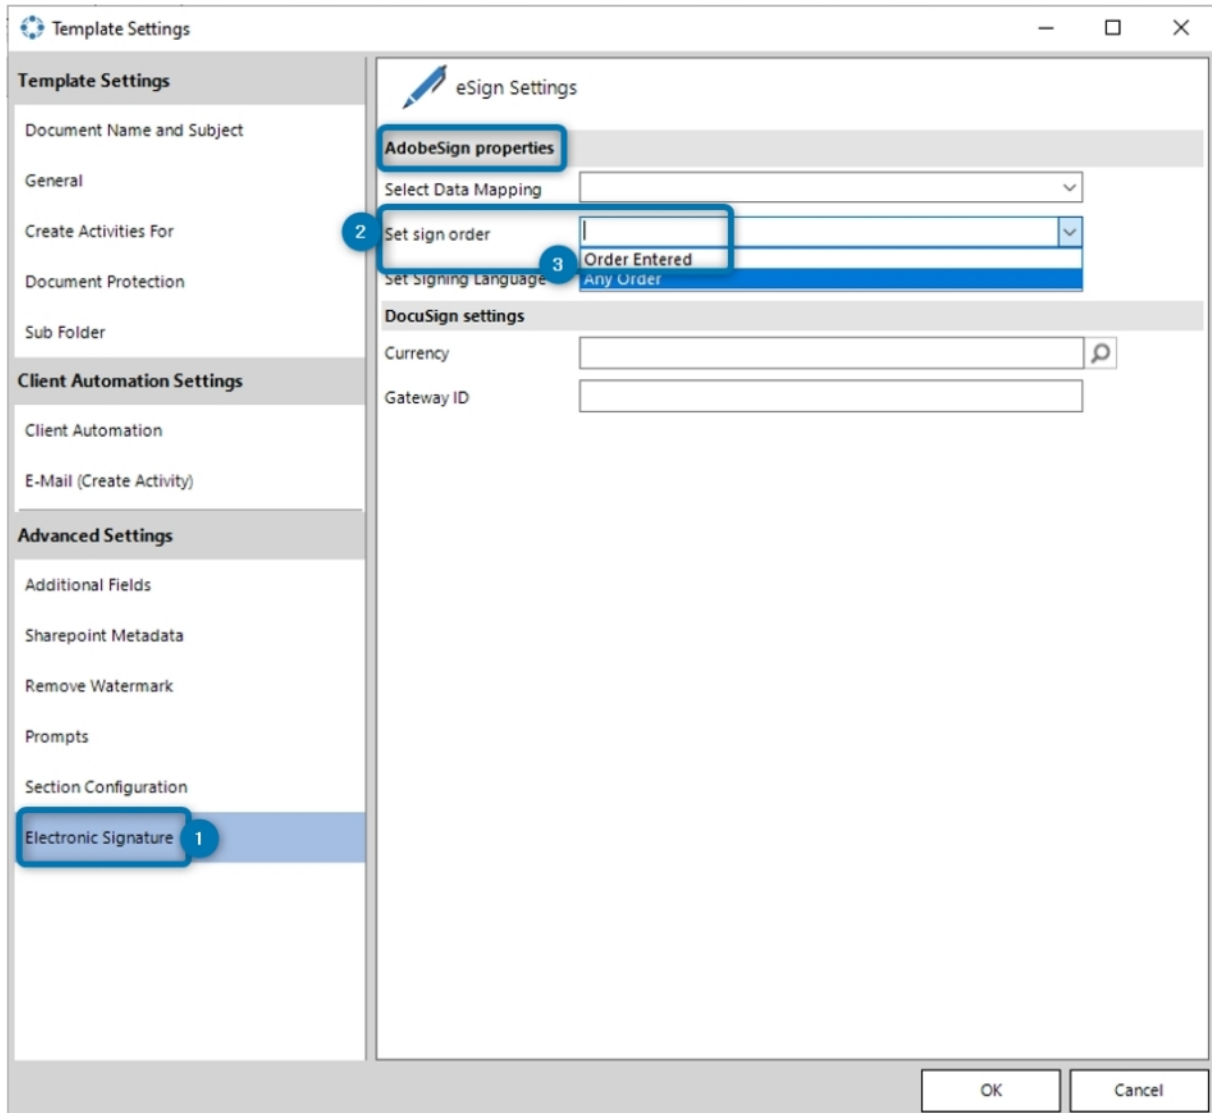 Template Settings
Template Settings
Document Name and Subject
General
Create Activities For
Document Protection
Sub Folder
Client Automation Settings
Client Automation
E-Mail (Create Activity)
Advanced Settings
Additional Fields
Sharepoint Metadata
Remove Watermark
Prompts
Section Configuration
Electronic Signature 1
eSign Settings
AdobeSign properties
Select Data Mapping
2 Set sign order
3 Order Entered
Set Signing Language Any Order
DocuSign settings
Currency
Gateway ID
OK Cancel